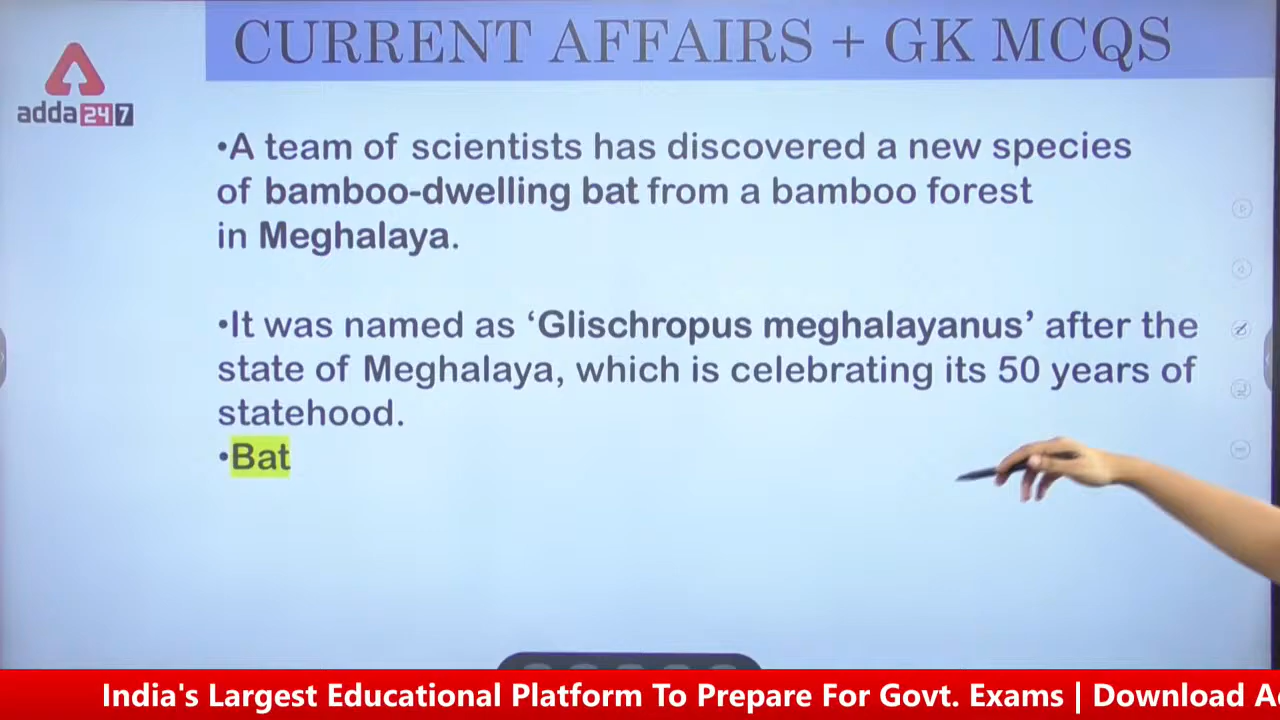 CURRENT AFFAIRS + GK MCQS
adda247
•A team of scientists has discovered a new species
of bamboo-dwelling bat from a bamboo forest
in Meghalaya.
•It was named as ‘Glischropus meghalayanus’ after the
state of Meghalaya, which is celebrating its 50 years of
statehood.
•Bat
India's Largest Educational Platform To Prepare For Govt. Exams | Download A